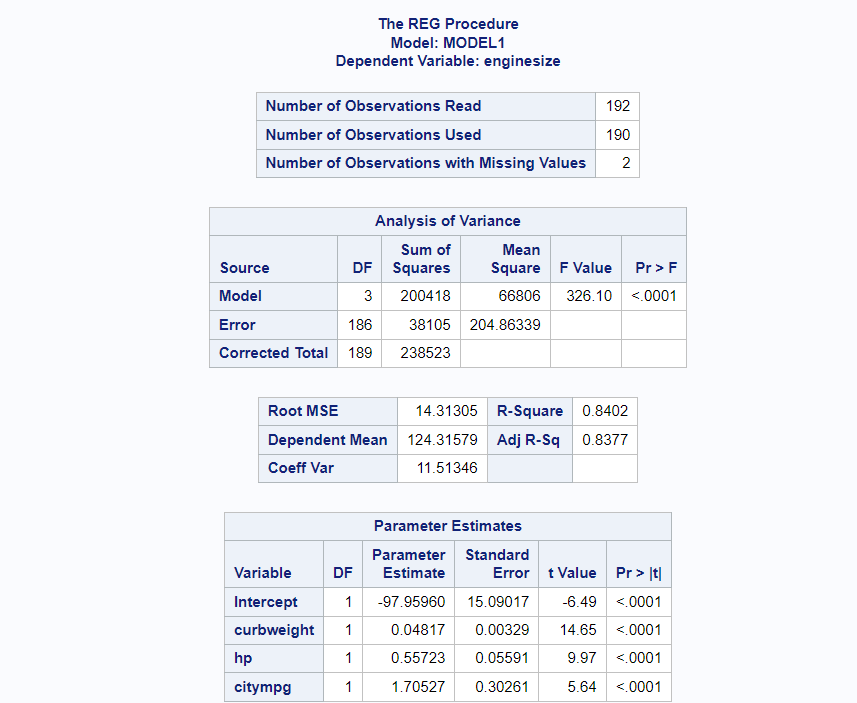 The REG Procedure
Model: MODEL1
Dependent Variable: enginesize
Number of Observations Read 192
Number of Observations Used 190
Number of Observations with Missing Values 2
Analysis of Variance
Source DF Sum of Squares Mean Square F Value Pr > F
Model 3 200418 66806 326.10 <.0001
Error 186 38105 204.86339
Corrected Total 189 238523
Root MSE 14.31305 R-Square 0.8402
Dependent Mean 124.31579 Adj R-Sq 0.8377
Coeff Var 11.51346
Parameter Estimates
Variable DF Parameter Estimate Standard Error t Value Pr > |t|
Intercept 1 -97.95960 15.09017 -6.49 <.0001
curbweight 1 0.04817 0.00329 14.65 <.0001
hp 1 0.55723 0.05591 9.97 <.0001
citympg 1 1.70527 0.30261 5.64 <.0001